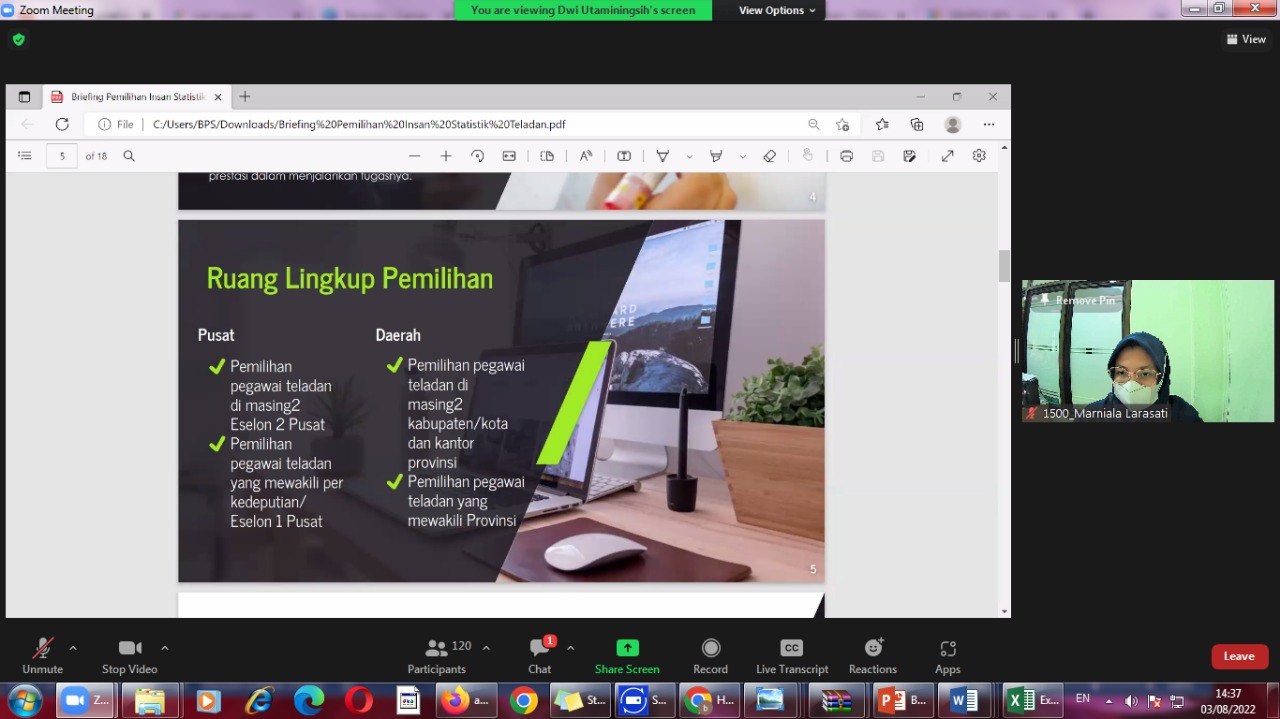 Zoom Meeting
You are viewing Dwi Utaminingsih's screen
View Options
View
Briefing Pemilihan Insan Statistik
File
C:/Users/BPS/Downloads/Briefing%20Pemilihan%20Insan%20Statistik%20Teladan.pdf
5 of 18
prestasi dalam menjalankan tugasnya.
4
Ruang Lingkup Pemilihan
Pusat
Pemilihan
pegawai teladan
di masing2
Eselon 2 Pusat
Pemilihan
pegawai teladan
yang mewakili per
kedeputian/
Eselon 1 Pusat
Daerah
Pemilihan pegawai
teladan di
masing2
kabupaten/kota
dan kantor
provinsi
Pemilihan pegawai
teladan yang
mewakili Provinsi
5
Remove Pin
1500_Marniala Larasati
Unmute
Stop Video
120
Participants
1
Chat
Share Screen
Record
CC
Live Transcript
Reactions
Apps
Leave
Z...
a...
St...
S...
H...
B...
Ex...
EN
14:37
03/08/2022